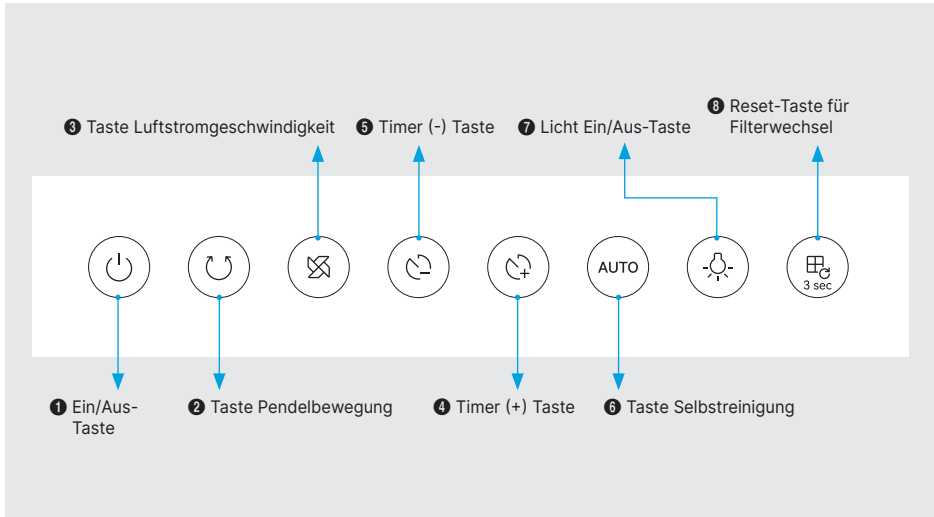 ❽ Reset-Taste für
Filterwechsel
❸ Taste Luftstromgeschwindigkeit
❺ Timer (-) Taste
❼ Licht Ein/Aus-Taste
AUTO
3 sec
❶ Ein/Aus-
Taste
❷ Taste Pendelbewegung
❹ Timer (+) Taste
❻ Taste Selbstreinigung